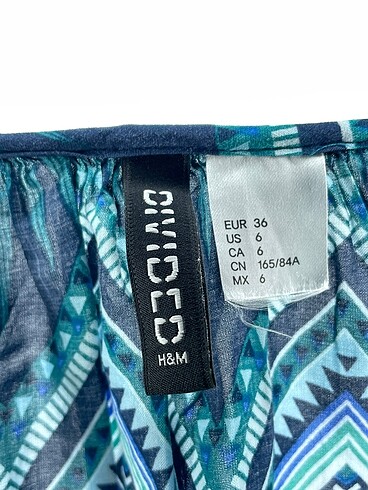 DIVIDED
H&M
EUR 36
US 6
CA 6
CN 165/84A
MX 6